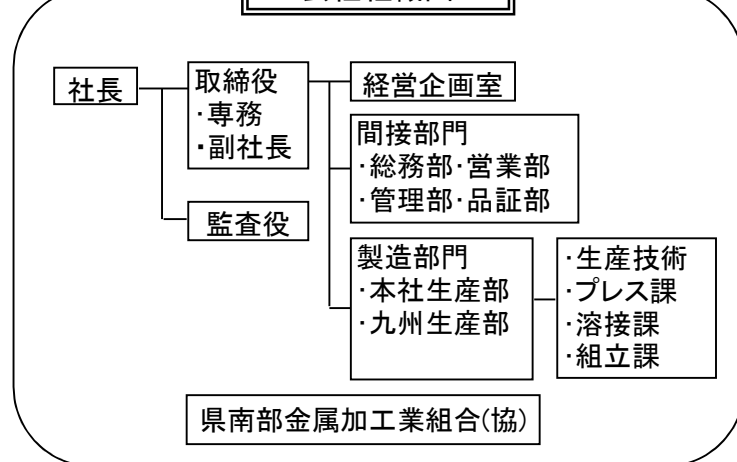 社長
取締役
・専務
・副社長
監査役
経営企画室
間接部門
・総務部・営業部
・管理部・品証部
製造部門
・本社生産部
・九州生産部
・生産技術
・プレス課
・溶接課
・組立課
県南部金属加工業組合(協)